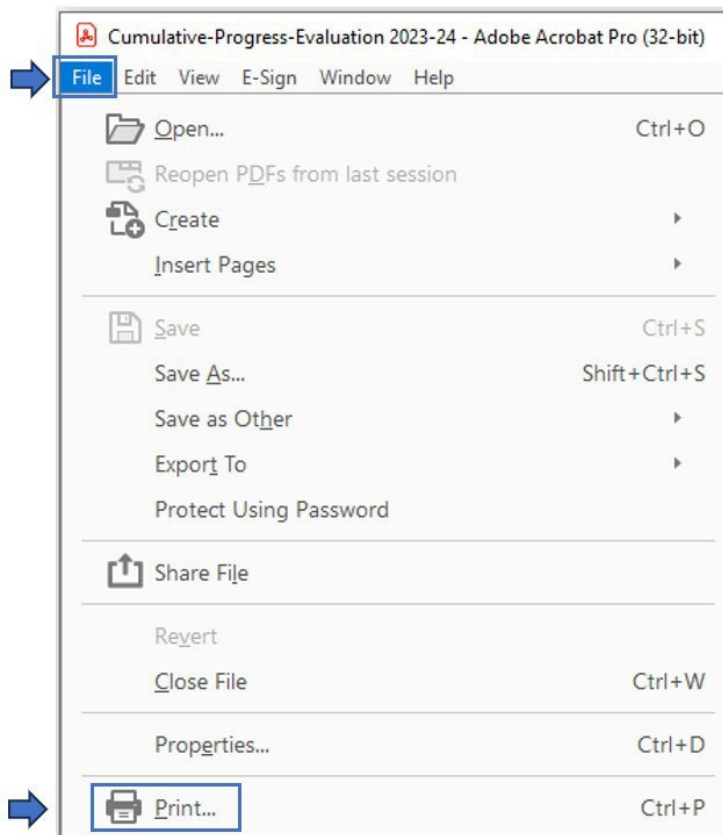 Cumulative-Progress-Evaluation 2023-24 - Adobe Acrobat Pro (32-bit)
File Edit View E-Sign Window Help
Open... Ctrl+O
Reopen PDFs from last session
Create
Insert Pages
Save Ctrl+S
Save As... Shift+Ctrl+S
Save as Other
Export To
Protect Using Password
Share File
Revert
Close File Ctrl+W
Properties... Ctrl+D
Print... Ctrl+P